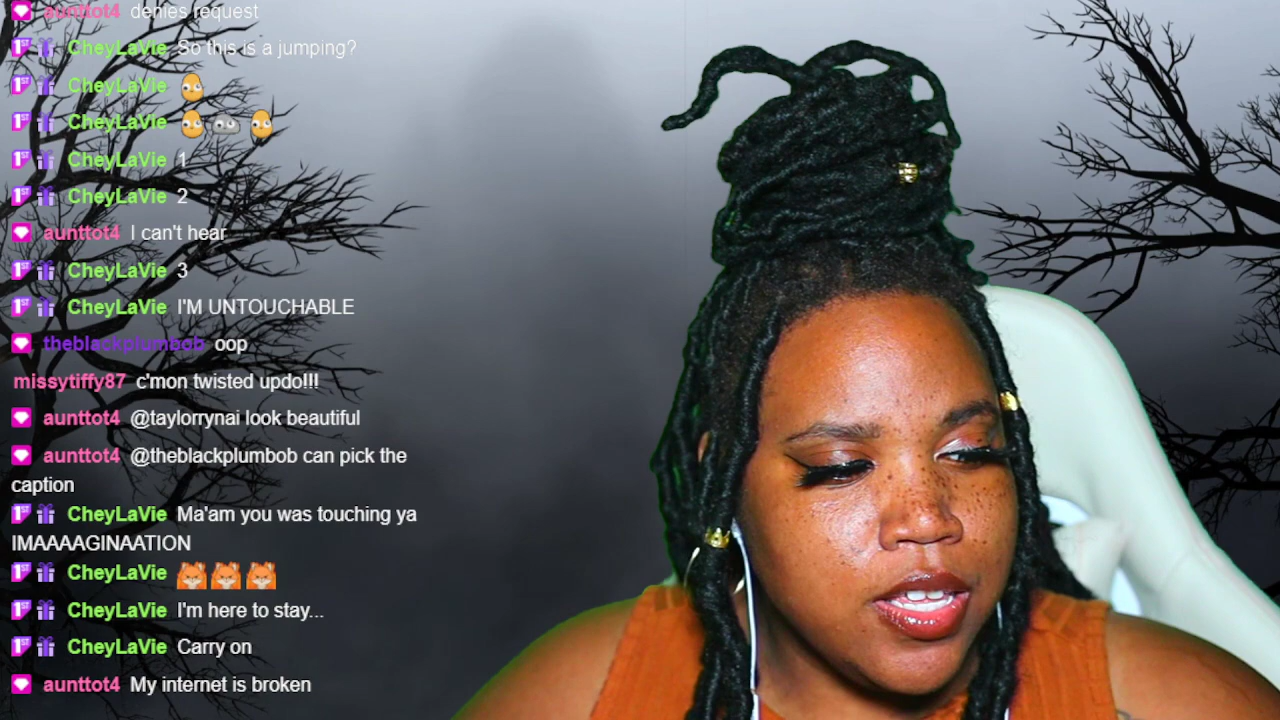 aunttot4 denies request
CheyLaVie So this is a jumping?
CheyLaVie
CheyLaVie
CheyLaVie 1
CheyLaVie 2
aunttot4 I can't hear
CheyLaVie 3
CheyLaVie I'M UNTOUCHABLE
theblackplumbob oop
missytiffy87 c'mon twisted updo!!!
aunttot4 @taylorrynai look beautiful
aunttot4 @theblackplumbob can pick the
caption
CheyLaVie Ma'am you was touching ya
IMAAAAGINAATION
CheyLaVie
CheyLaVie I'm here to stay...
CheyLaVie Carry on
aunttot4 My internet is broken